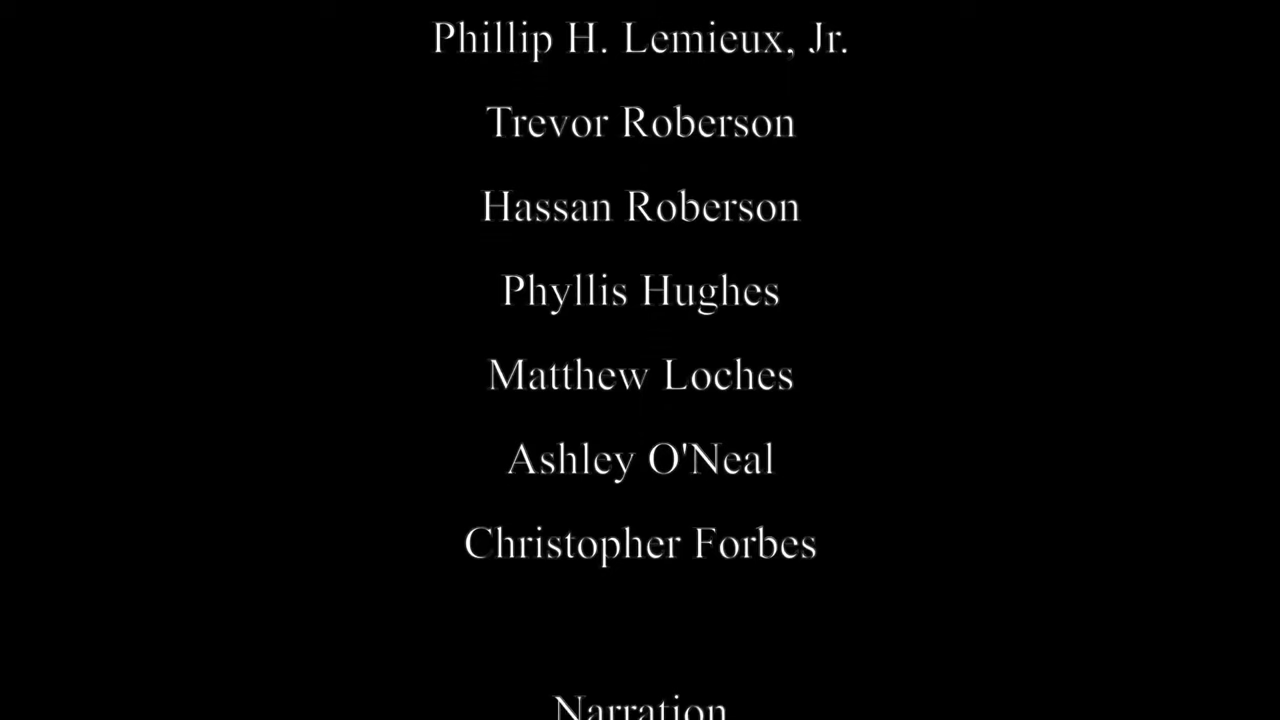 Phillip H. Lemieux, Jr.
Trevor Roberson
Hassan Roberson
Phyllis Hughes
Matthew Loches
Ashley O'Neal
Christopher Forbes
Narration